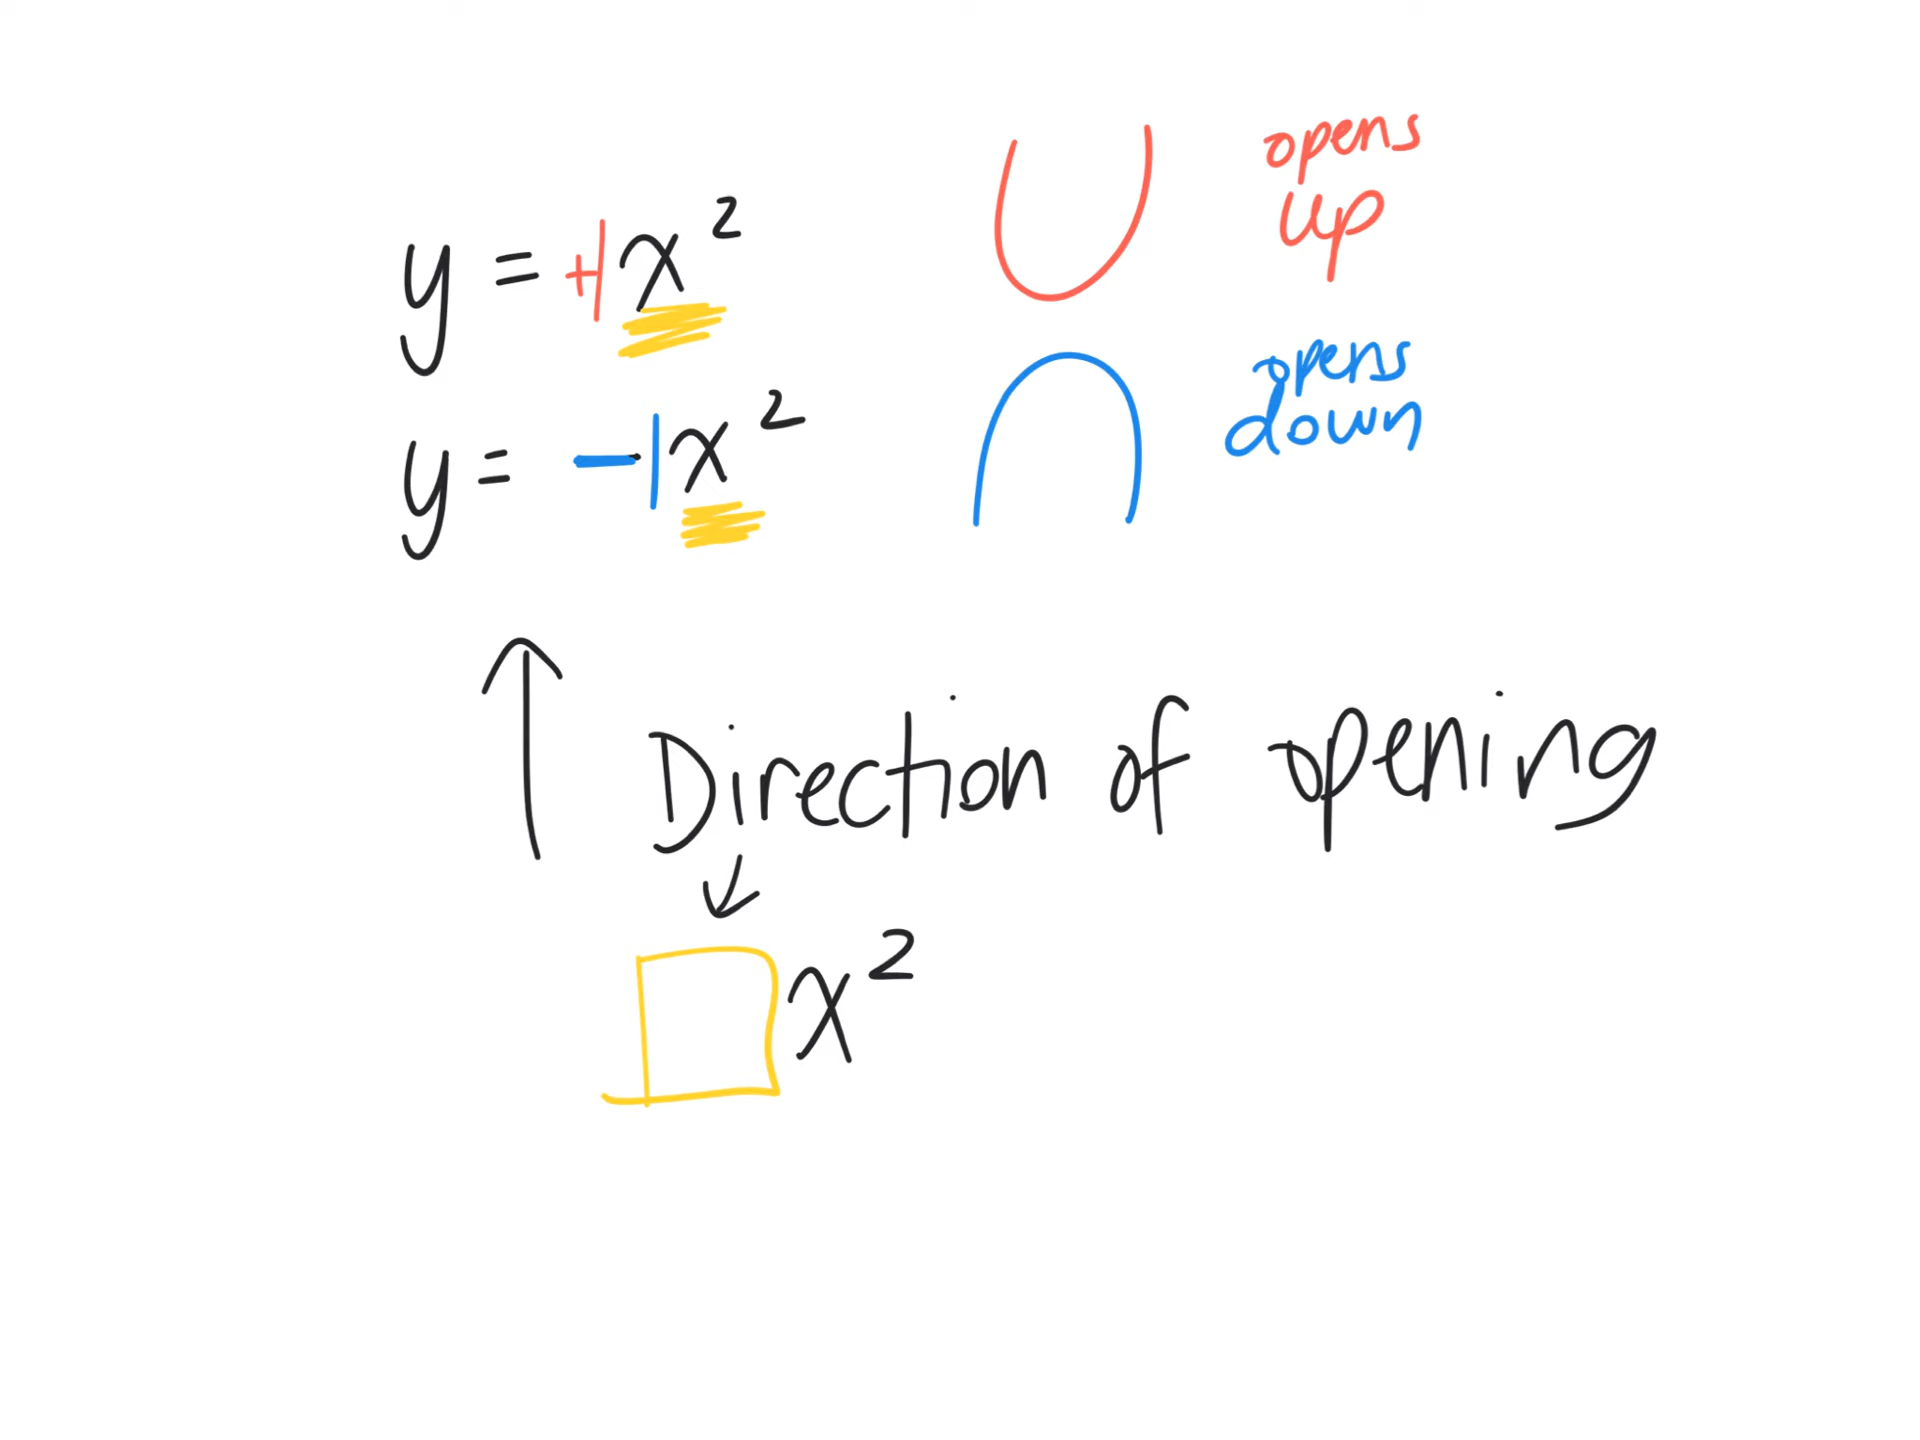 y = +1x²
opens
up
y = -1x²
opens
down
Direction of opening
x²